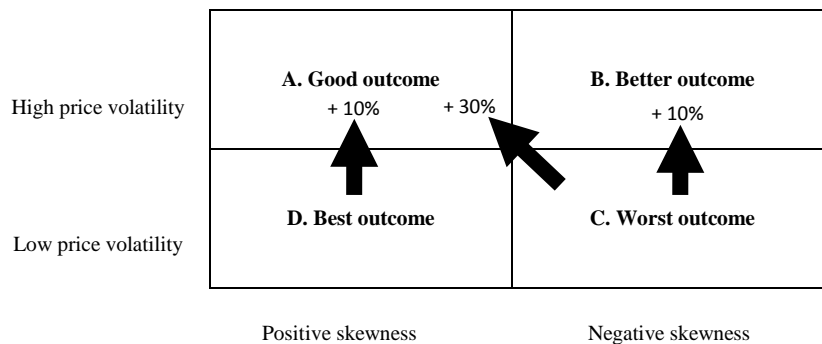 A. Good outcome
B. Better outcome
High price volatility
+ 10%
+ 30%
+ 10%
D. Best outcome
C. Worst outcome
Low price volatility
Positive skewness
Negative skewness